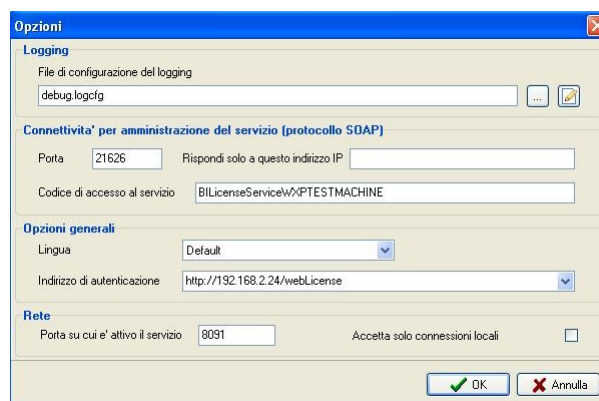 Opzioni
Logging
File di configurazione del logging
debug.logcfg
...
Connettivita' per amministrazione del servizio (protocollo SOAP)
Porta 21626 Rispondi solo a questo indirizzo IP
Codice di accesso al servizio BILicenseServiceWXPTESTMACHINE
Opzioni generali
Lingua Default
Indirizzo di autenticazione http://192.168.2.24/webLicense
Rete
Porta su cui e' attivo il servizio 8091 Accetta solo connessioni locali
OK Annulla